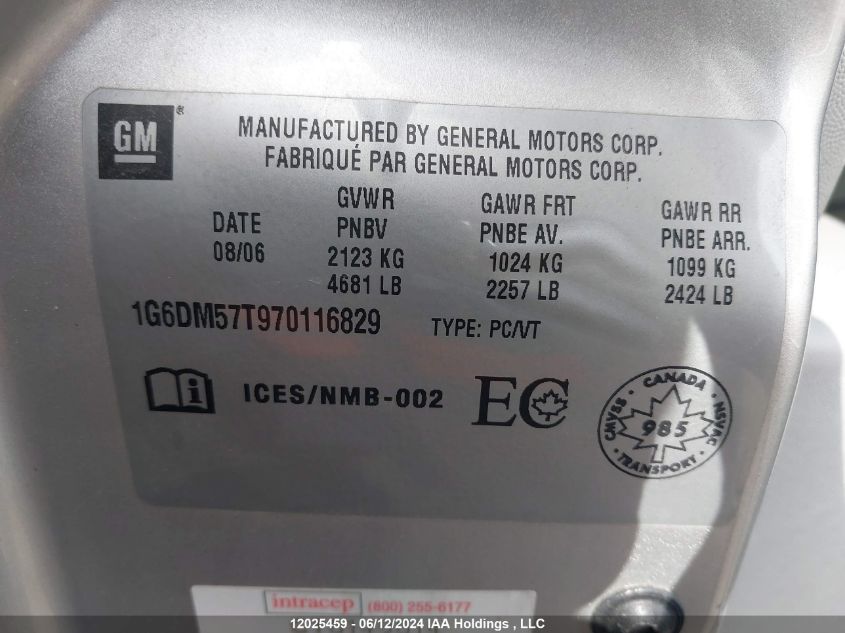 GM
MANUFACTURED BY GENERAL MOTORS CORP.
FABRIQUÉ PAR GENERAL MOTORS CORP.
DATE
08/06
GVWR
PNBV
2123 KG
4681 LB
GAWR FRT
PNBE AV.
1024 KG
2257 LB
GAWR RR
PNBE ARR.
1099 KG
2424 LB
1G6DM57T970116829 TYPE: PC/VT
ICES/NMB-002 EC
CMVSS • CANADA • NSVAC • TRANSPORT •
985
intracep (800) 255-6177
12025459 - 06/12/2024 IAA Holdings , LLC